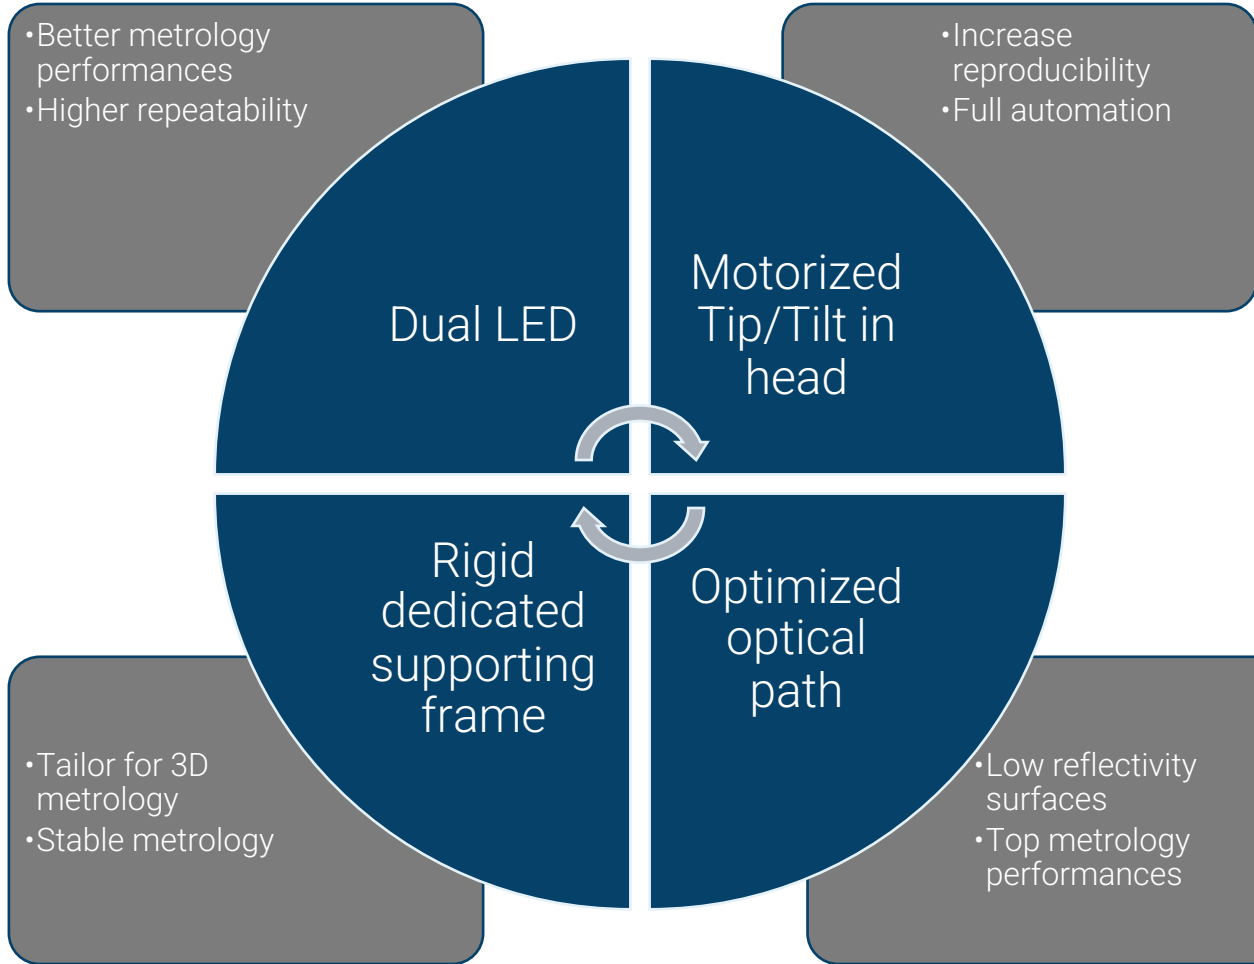 •Better metrology
performances
•Higher repeatability
•Increase
reproducibility
•Full automation
Dual LED
Motorized
Tip/Tilt in
head
Rigid
dedicated
supporting
frame
Optimized
optical
path
•Tailor for 3D
metrology
•Stable metrology
•Low reflectivity
surfaces
•Top metrology
performances